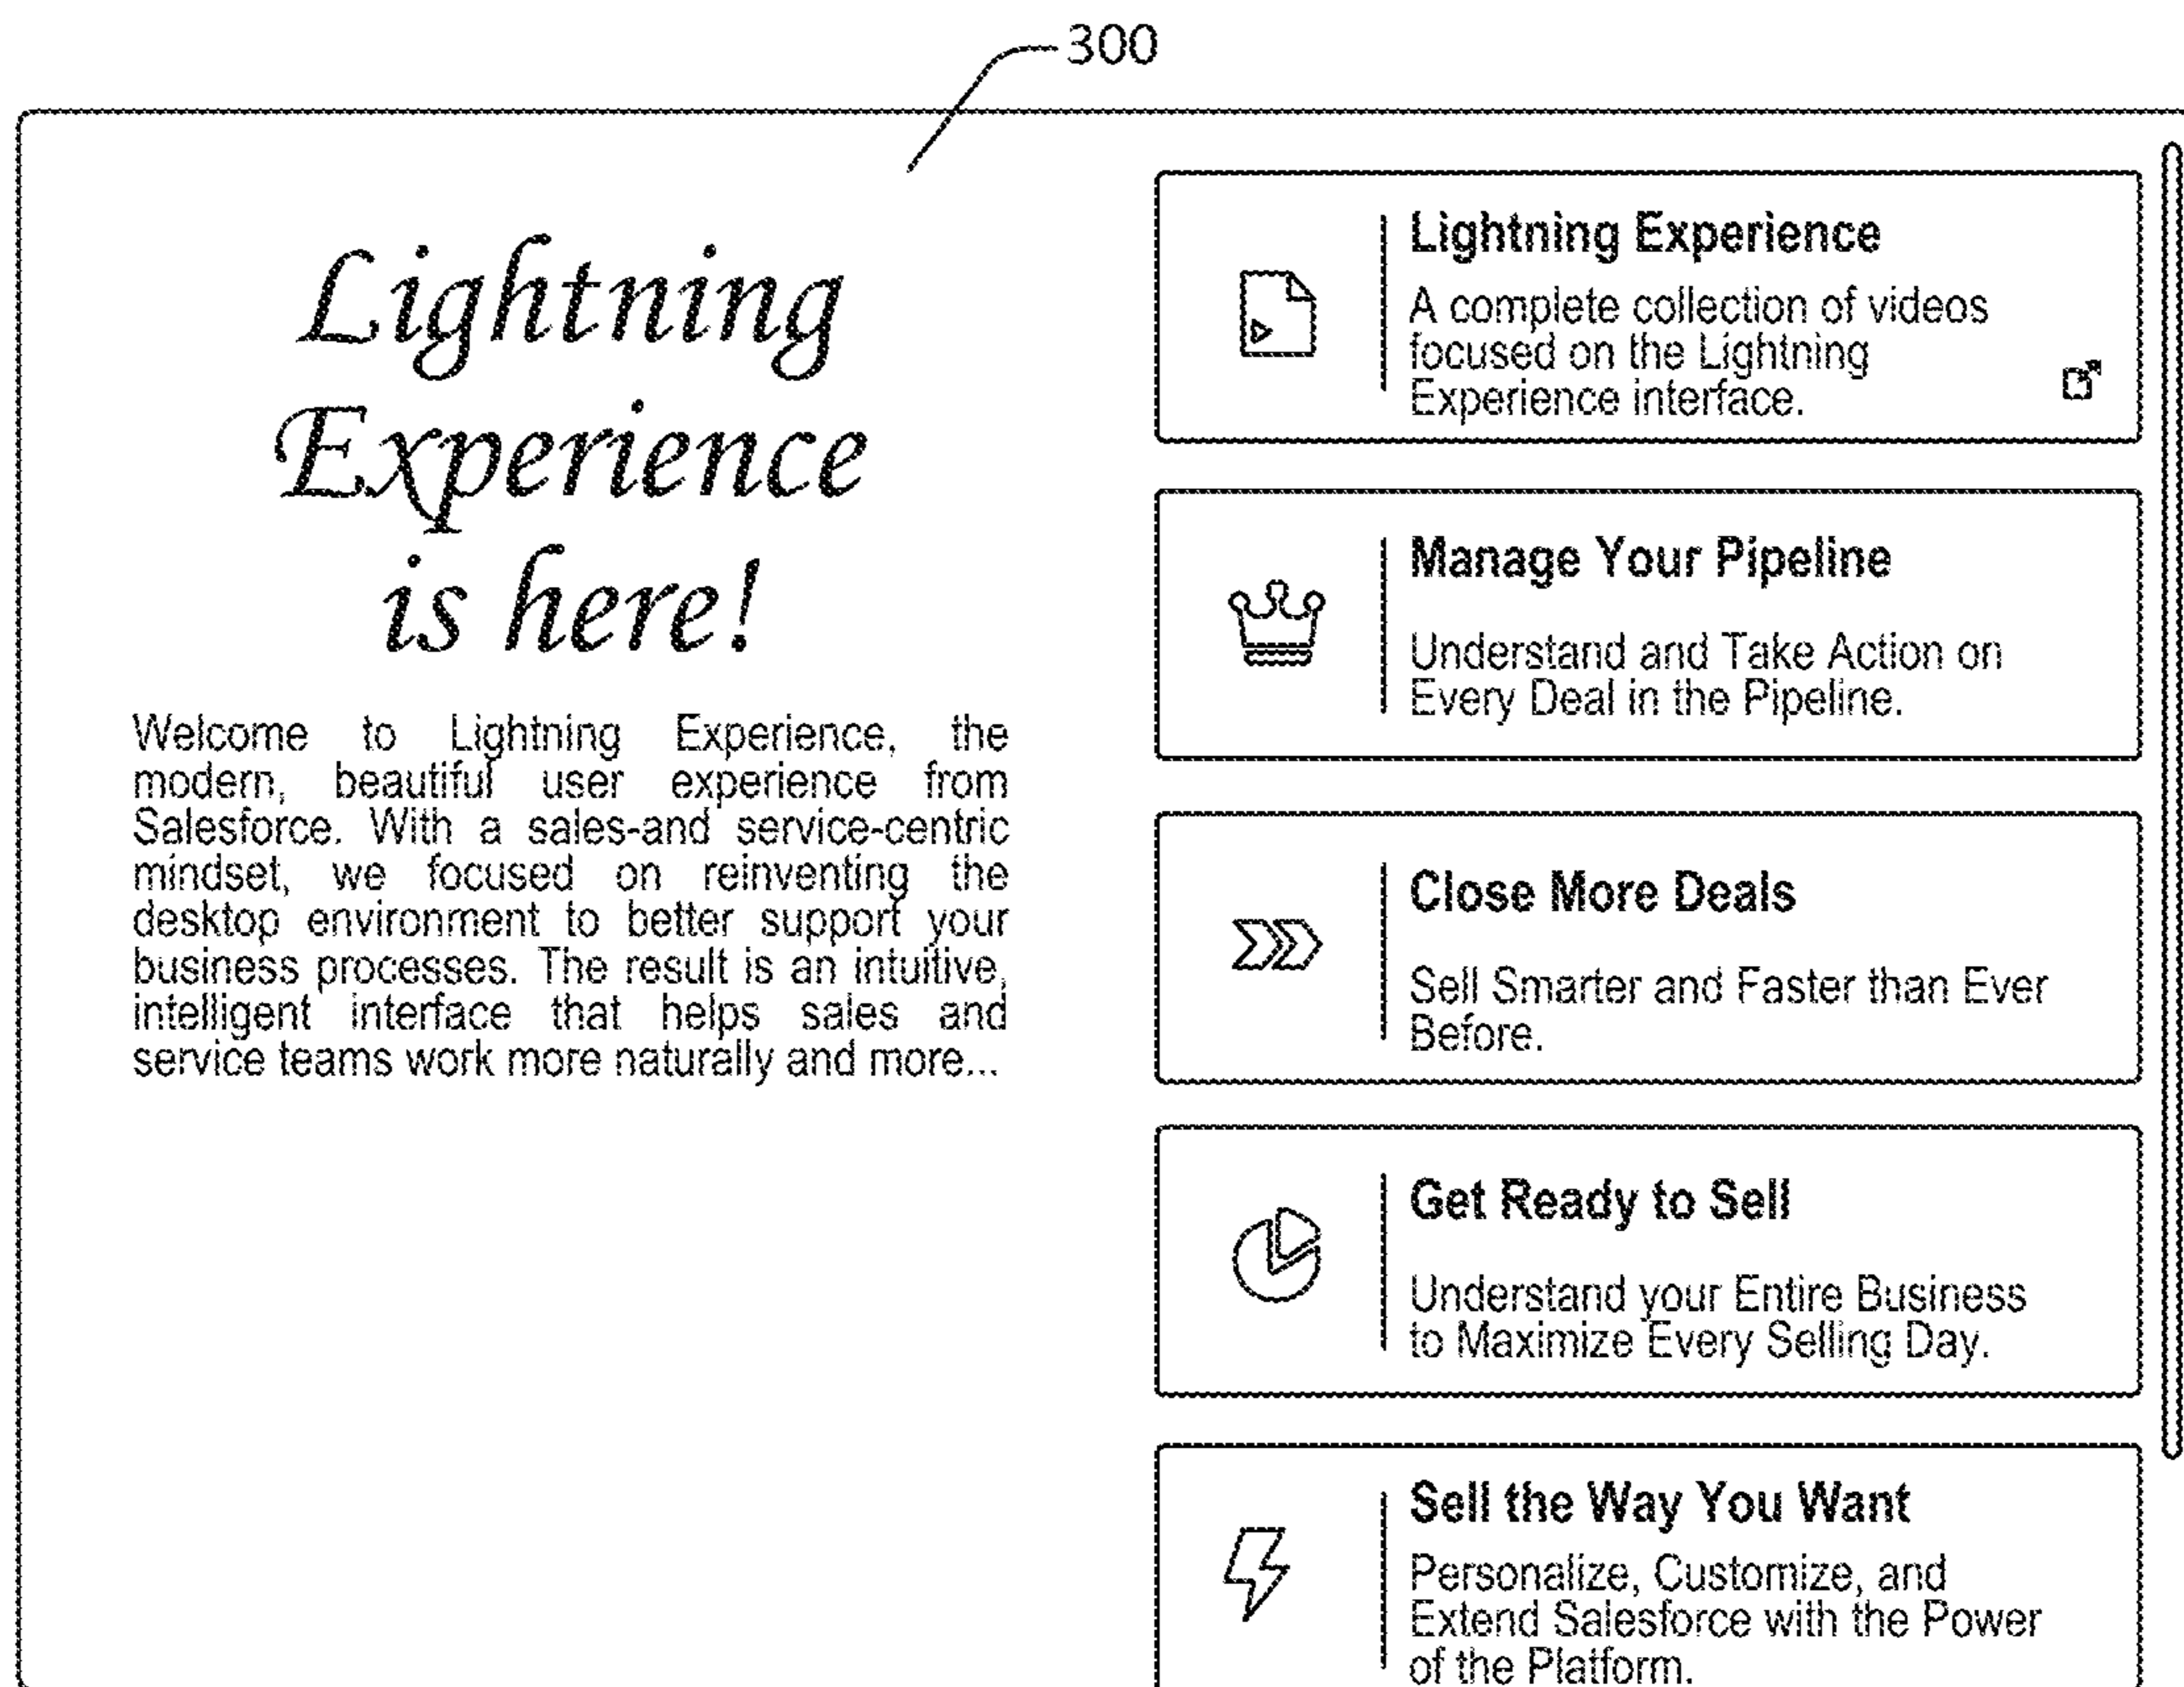 300
Lightning
Experience
is here!
Welcome to Lightning Experience, the
modern, beautiful user experience from
Salesforce. With a sales-and service-centric
mindset, we focused on reinventing the
desktop environment to better support your
business processes. The result is an intuitive,
intelligent interface that helps sales and
service teams work more naturally and more...
Lightning Experience
A complete collection of videos
focused on the Lightning
Experience interface.
Manage Your Pipeline
Understand and Take Action on
Every Deal in the Pipeline.
Close More Deals
Sell Smarter and Faster than Ever
Before.
Get Ready to Sell
Understand your Entire Business
to Maximize Every Selling Day.
Sell the Way You Want
Personalize, Customize, and
Extend Salesforce with the Power
of the Platform.